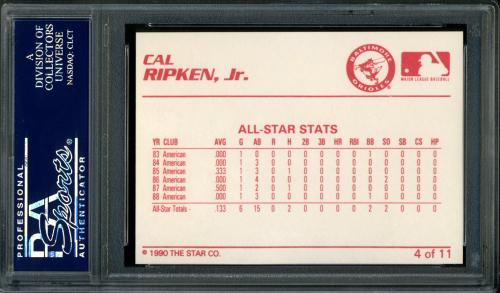 A
DIVISION OF
COLLECTORS
UNIVERSE
NASDAQ: CLCT
PROFESSIONAL
PSA
Sports
AUTHENTICATOR
CAL
RIPKEN, Jr.
BALTIMORE
ORIOLES
MAJOR LEAGUE BASEBALL
ALL-STAR STATS
YR CLUB AVG G AB R H 2B 3B HR RBI BB SO SB CS HP
83 American .000 1 0 0 0 0 0 0 0 1 0 0 0 0
84 American .000 1 3 0 0 0 0 0 0 0 0 0 0 0
85 American .333 1 3 0 1 0 0 0 0 0 0 0 0 0
86 American .000 1 4 0 0 0 0 0 0 0 2 0 0 0
87 American .500 1 2 0 1 0 0 0 0 0 0 0 0 0
88 American .000 1 3 0 0 0 0 0 0 1 0 0 0 0
All-Star Totals - .133 6 15 0 2 0 0 0 0 2 2 0 0 0
© 1990 THE STAR CO.
4 of 11